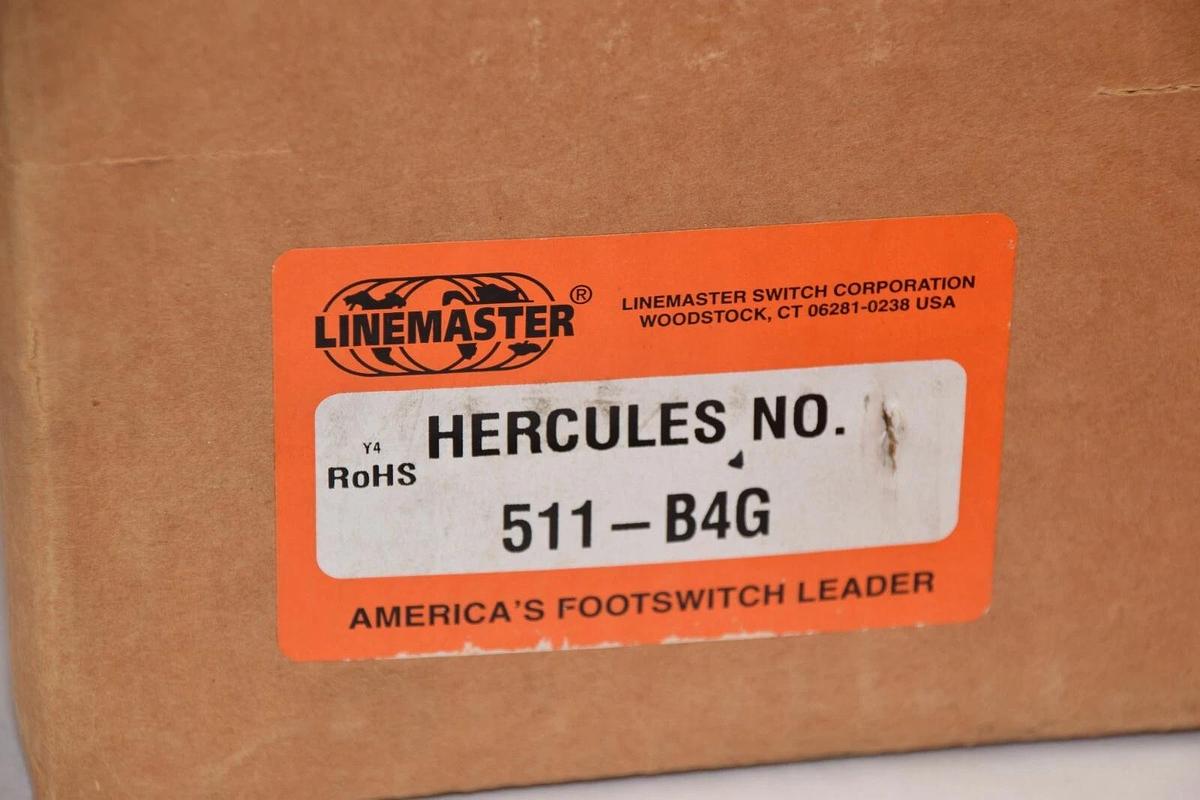 LINEMASTER®
LINEMASTER SWITCH CORPORATION
WOODSTOCK, CT 06281-0238 USA
Y4
RoHS
HERCULES NO.
511-B4G
AMERICA'S FOOTSWITCH LEADER